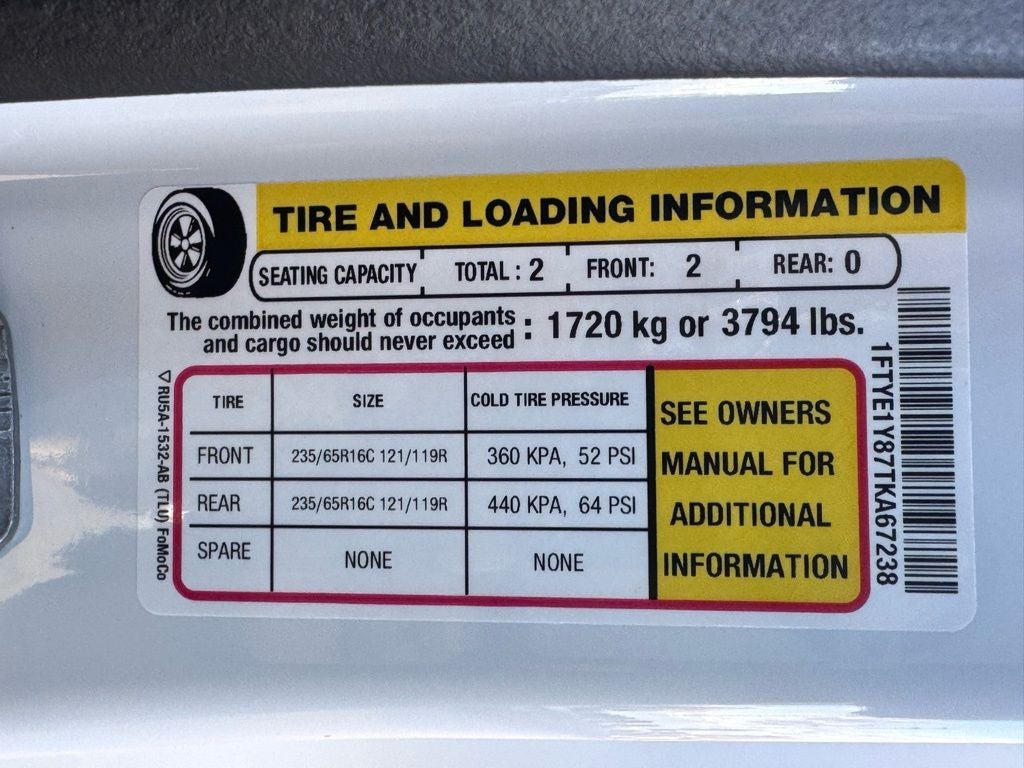 TIRE AND LOADING INFORMATION
SEATING CAPACITY TOTAL : 2 FRONT: 2 REAR: 0
The combined weight of occupants and cargo should never exceed : 1720 kg or 3794 lbs.
TIRE SIZE COLD TIRE PRESSURE
FRONT 235/65R16C 121/119R 360 KPA, 52 PSI
REAR 235/65R16C 121/119R 440 KPA, 64 PSI
SPARE NONE NONE
SEE OWNERS
MANUAL FOR
ADDITIONAL
INFORMATION
▽RU5A-1532-AB (TLU) FoMoCo
1FTYE1Y87TKA67238